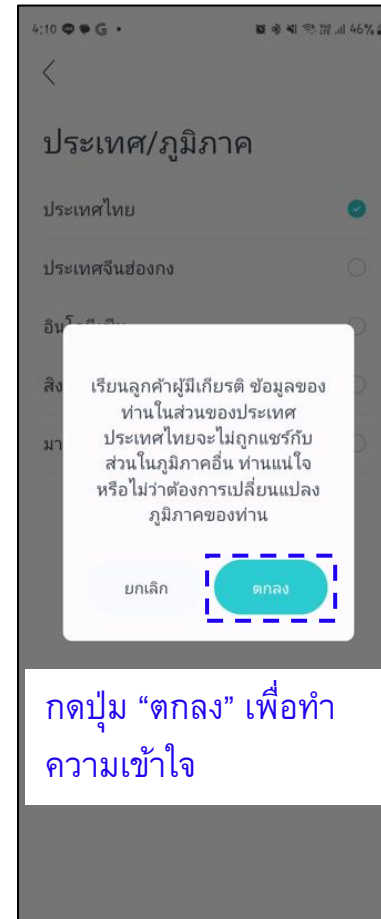 4:10 G •
46%
ประเทศ/ภูมิภาค
ประเทศไทย
ประเทศจีนฮ่องกง
เรียนลูกค้าผู้มีเกียรติ ข้อมูลของ
ท่านในส่วนของประเทศ
ประเทศไทยจะไม่ถูกแชร์กับ
ส่วนในภูมิภาคอื่น ท่านแน่ใจ
หรือไม่ว่าต้องการเปลี่ยนแปลง
ภูมิภาคของท่าน
ยกเลิก ตกลง
กดปุ่ม “ตกลง” เพื่อทำ
ความเข้าใจ